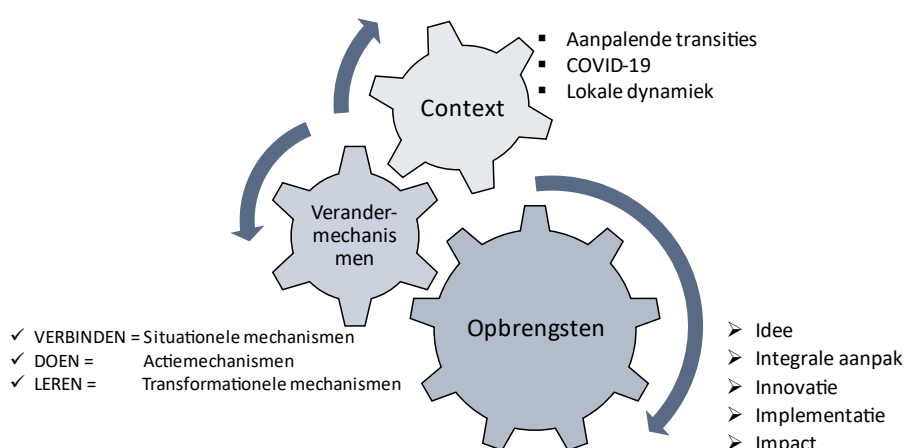 Aanpalende transities
COVID-19
Lokale dynamiek
Context
Verander-
mechanis
men
Opbrengsten
VERBINDEN = Situationele mechanismen
DOEN = Actiemechanismen
LEREN = Transformationele mechanismen
Idee
Integrale aanpak
Innovatie
Implementatie
Impact